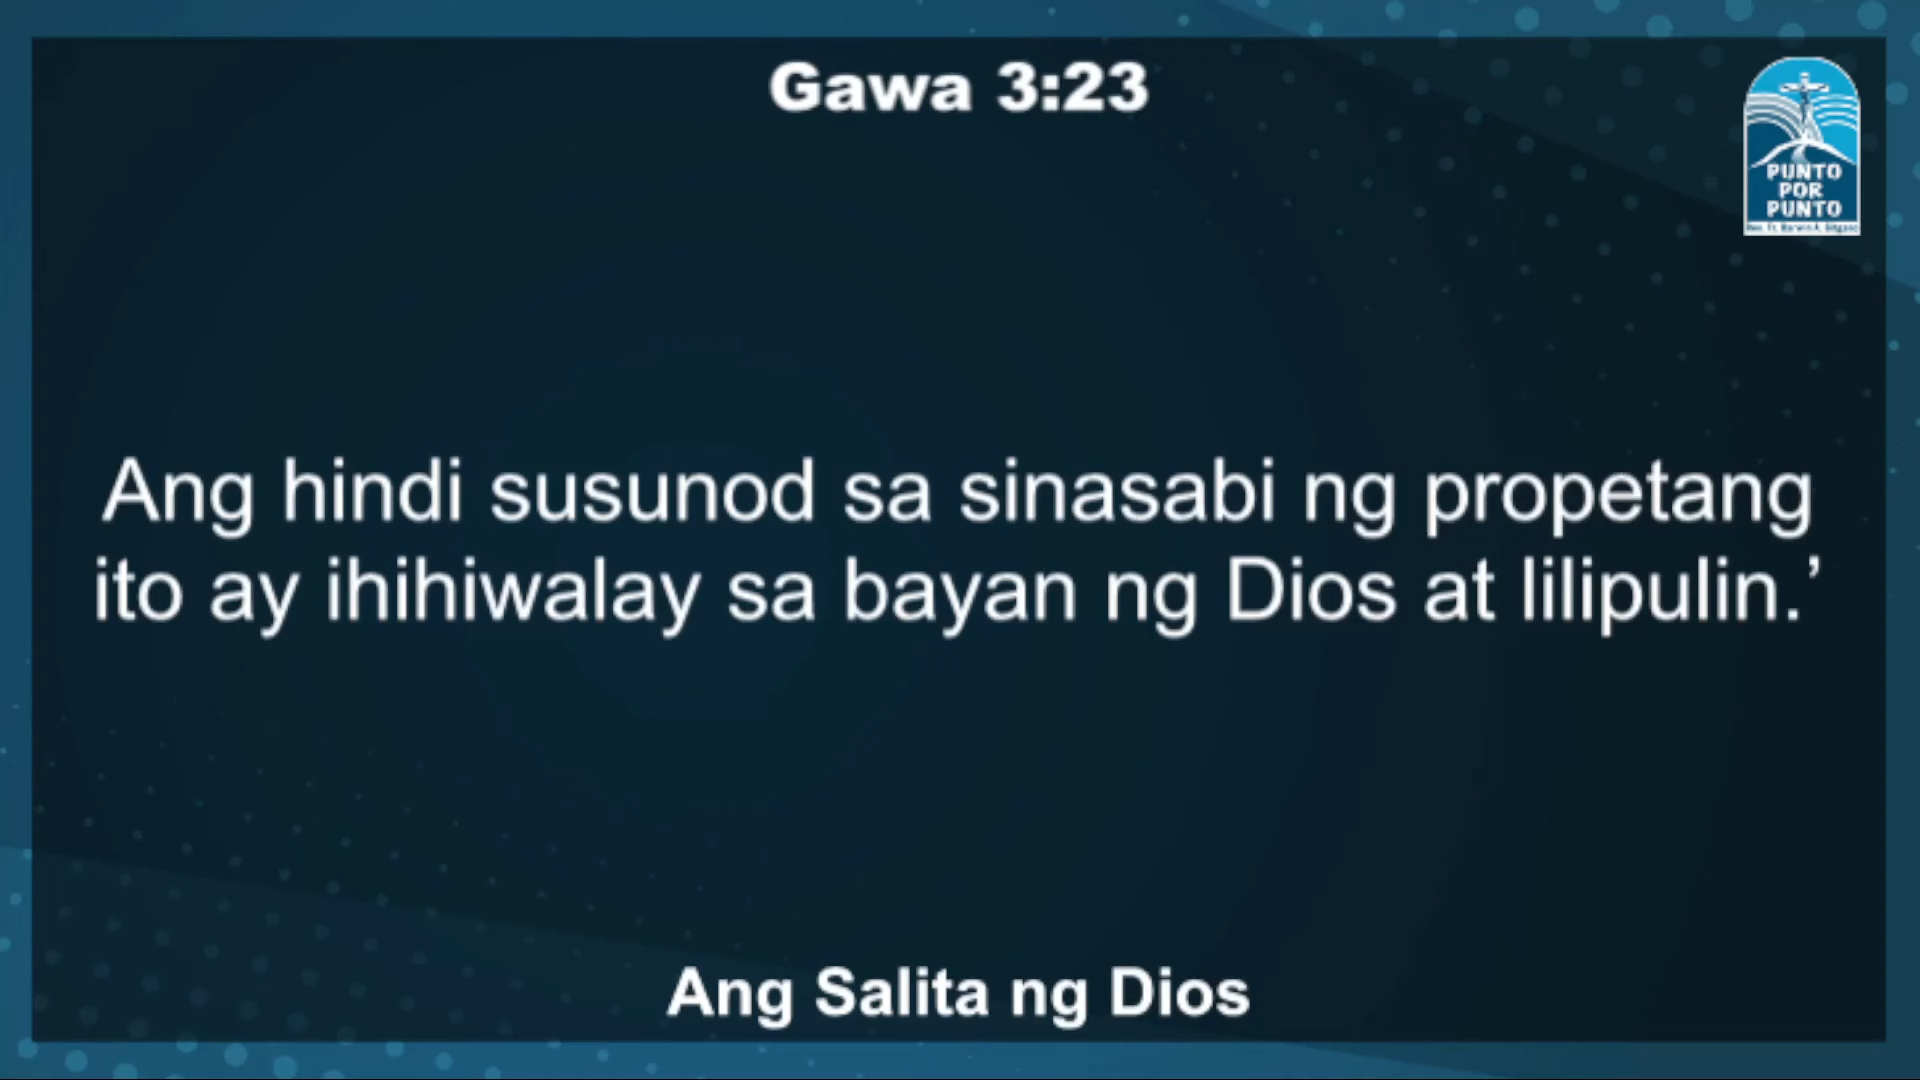 Gawa 3:23
PUNTO
POR
PUNTO
Ang hindi susunod sa sinasabi ng propetang
ito ay ihihiwalay sa bayan ng Dios at lilipulin.’
Ang Salita ng Dios